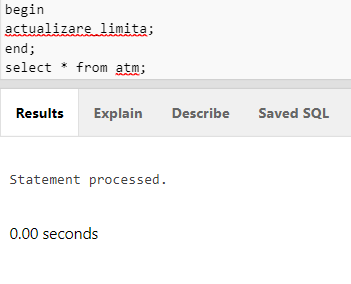 begin
actualizare_limita;
end;
select * from atm;
Results Explain Describe Saved SQL
Statement processed.
0.00 seconds